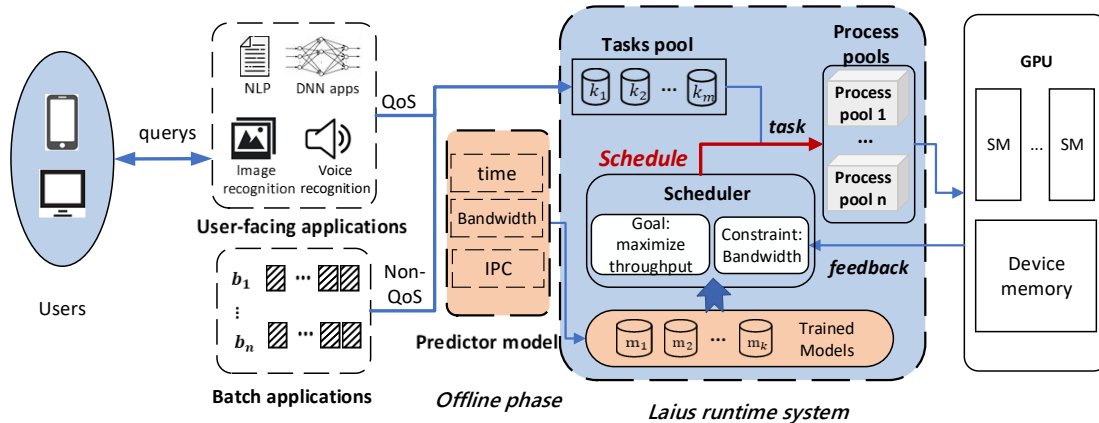 querys
Users
NLP
DNN apps
Image
recognition
Voice
recognition
User-facing applications
QoS
b₁ ...
⋮
bₙ ...
Non-
QoS
Batch applications
time
Bandwidth
IPC
Predictor model
Offline phase
Tasks pool
k₁ k₂ ... kₘ
task
Schedule
Scheduler
Goal:
maximize
throughput
Constraint:
Bandwidth
feedback
m₁ m₂ ... mₖ
Trained
Models
Laius runtime system
Process
pools
Process
pool 1
...
Process
pool n
GPU
SM ... SM
Device
memory